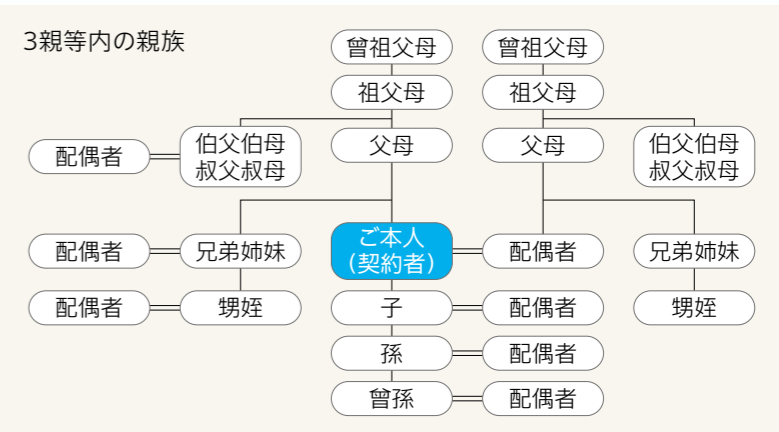 3親等内の親族
曾祖父母
曾祖父母
祖父母
祖父母
配偶者
伯父伯母
叔父叔母
父母
父母
伯父伯母
叔父叔母
配偶者
兄弟姉妹
ご本人
（契約者）
配偶者
兄弟姉妹
配偶者
甥姪
子
配偶者
甥姪
孫
配偶者
曾孫
配偶者